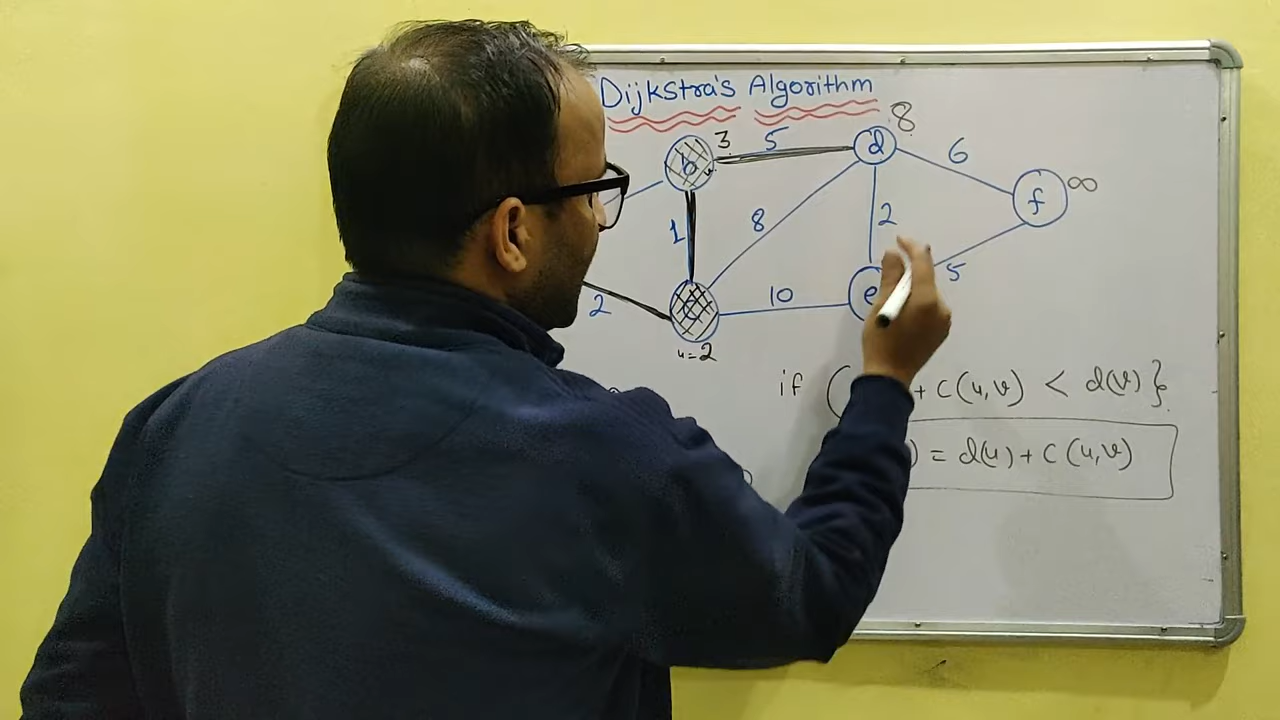 Dijkstra's Algorithm
3 5 d 8
b 6
f ∞
1 8 2
e 5
2 10
u=2
if ( + c(u,v) < d(v)}
) = d(u) + c(u,v)